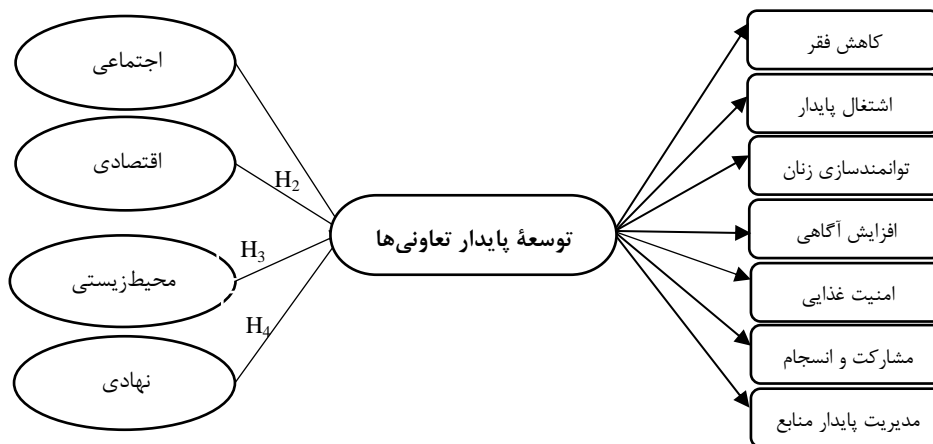 اجتماعی
اقتصادی
محیط‌زیستی
نهادی
H2
H3
H4
توسعهٔ پایدار تعاونی‌ها
کاهش فقر
اشتغال پایدار
توانمندسازی زنان
افزایش آگاهی
امنیت غذایی
مشارکت و انسجام
مدیریت پایدار منابع